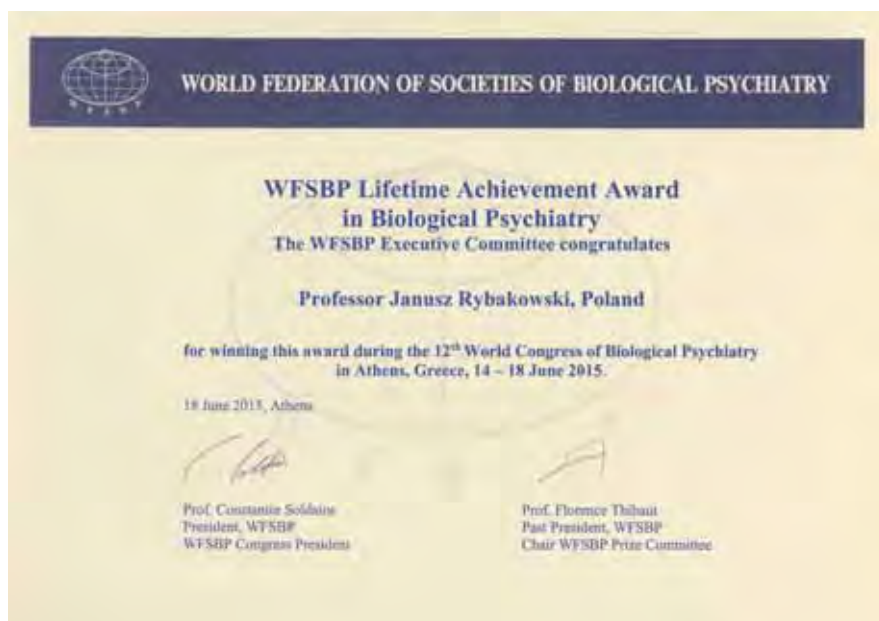 WORLD FEDERATION OF SOCIETIES OF BIOLOGICAL PSYCHIATRY
W F S B P
WFSBP Lifetime Achievement Award
in Biological Psychiatry
The WFSBP Executive Committee congratulates
Professor Janusz Rybakowski, Poland
for winning this award during the 12th World Congress of Biological Psychiatry
in Athens, Greece, 14 – 18 June 2015.
18 June 2015, Athens
Prof. Constantin Soldatos
President, WFSBP
WFSBP Congress President
Prof. Florence Thibaut
Past President, WFSBP
Chair WFSBP Prize Committee